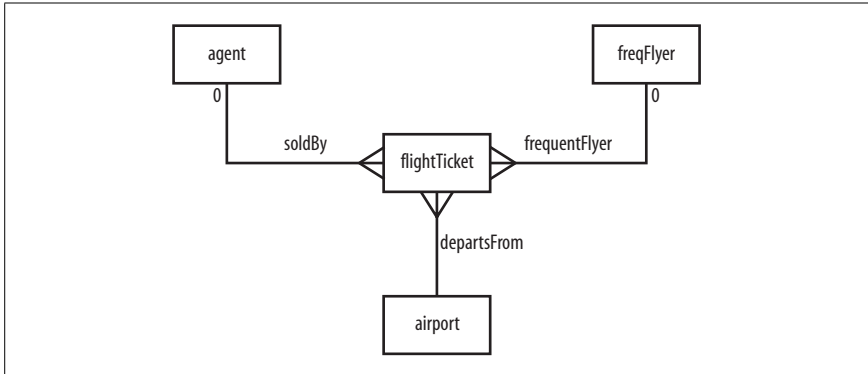 agent
freqFlyer
0
0
soldBy
frequentFlyer
flightTicket
departsFrom
airport